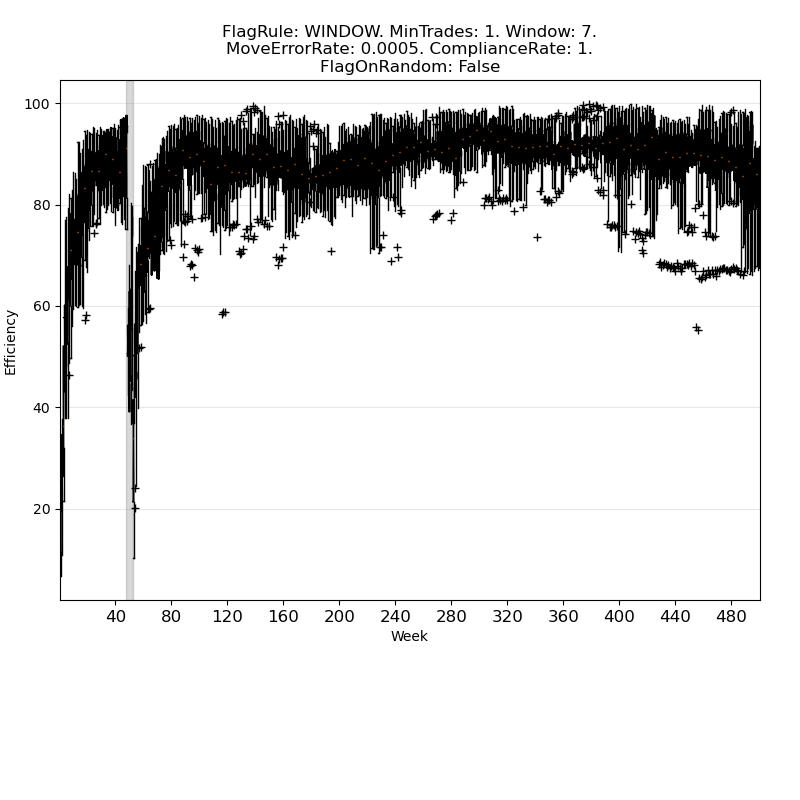 FlagRule: WINDOW. MinTrades: 1. Window: 7.
MoveErrorRate: 0.0005. ComplianceRate: 1.
FlagOnRandom: False
100
80
60
40
20
Efficiency
40 80 120 160 200 240 280 320 360 400 440 480
Week